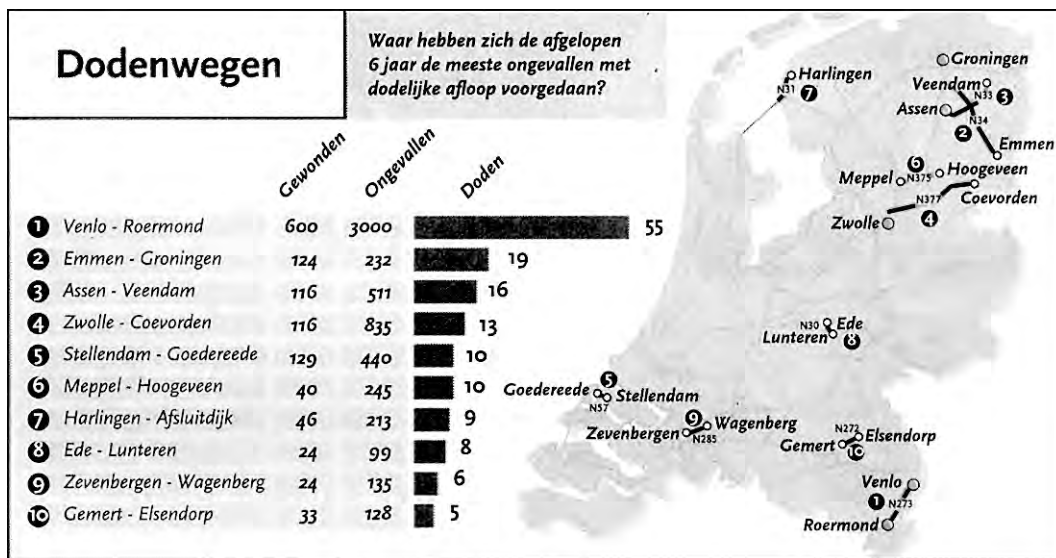 Dodenwegen
Waar hebben zich de afgelopen
6 jaar de meeste ongevallen met
dodelijke afloop voorgedaan?
Gewonden Ongevallen Doden
1 Venlo - Roermond 600 3000 55
2 Emmen - Groningen 124 232 19
3 Assen - Veendam 116 511 16
4 Zwolle - Coevorden 116 835 13
5 Stellendam - Goedereede 129 440 10
6 Meppel - Hoogeveen 40 245 10
7 Harlingen - Afsluitdijk 46 213 9
8 Ede - Lunteren 24 99 8
9 Zevenbergen - Wagenberg 24 135 6
10 Gemert - Elsendorp 33 128 5
Groningen
Harlingen
N31
7
Veendam
N33
3
Assen
N34
2
Emmen
6
Meppel
N375
Hoogeveen
Coevorden
N377
Zwolle
4
N30
Ede
Lunteren
8
5
Goedereede
Stellendam
N57
9
Wagenberg
Zevenbergen
N285
N272
Elsendorp
Gemert
10
Venlo
1
N273
Roermond